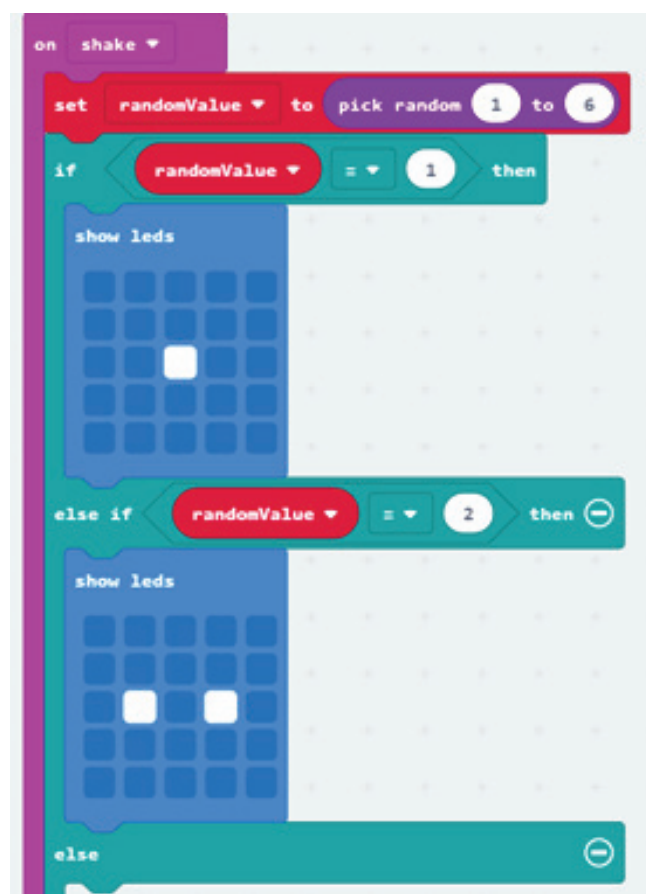 on shake
set randomValue to pick random 1 to 6
if randomValue = 1 then
show leds
else if randomValue = 2 then
show leds
else